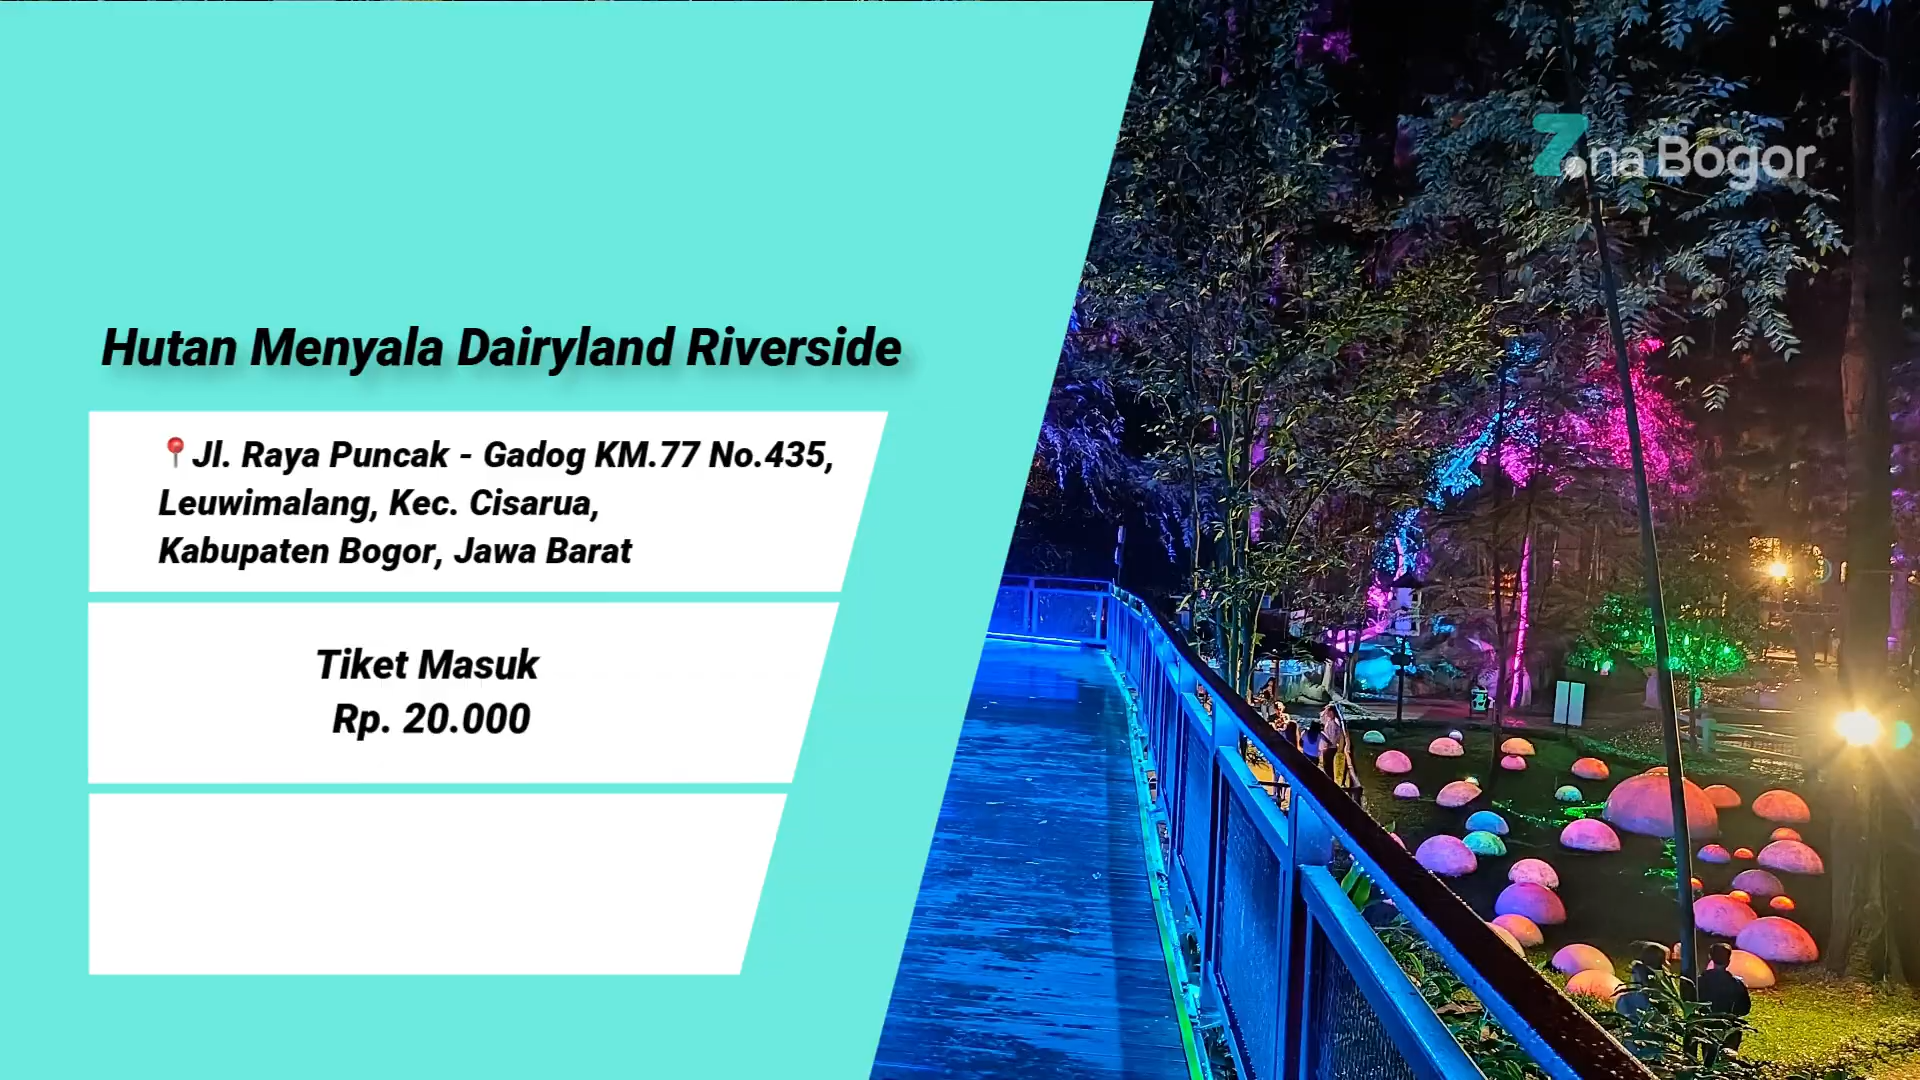 Zona Bogor
Hutan Menyala Dairyland Riverside
📍Jl. Raya Puncak - Gadog KM.77 No.435,
Leuwimalang, Kec. Cisarua,
Kabupaten Bogor, Jawa Barat
Tiket Masuk
Rp. 20.000